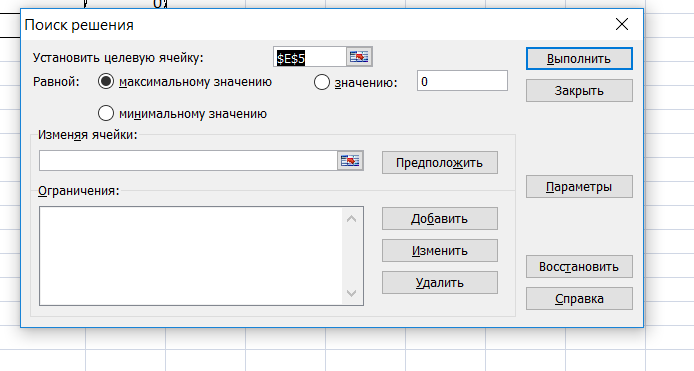 0
Поиск решения
Установить целевую ячейку: $E$5 Выполнить
Равной: максимальному значению значению: 0 Закрыть
минимальному значению
Изменяя ячейки:
Предположить
Параметры
Ограничения:
Добавить
Изменить
Восстановить
Удалить
Справка